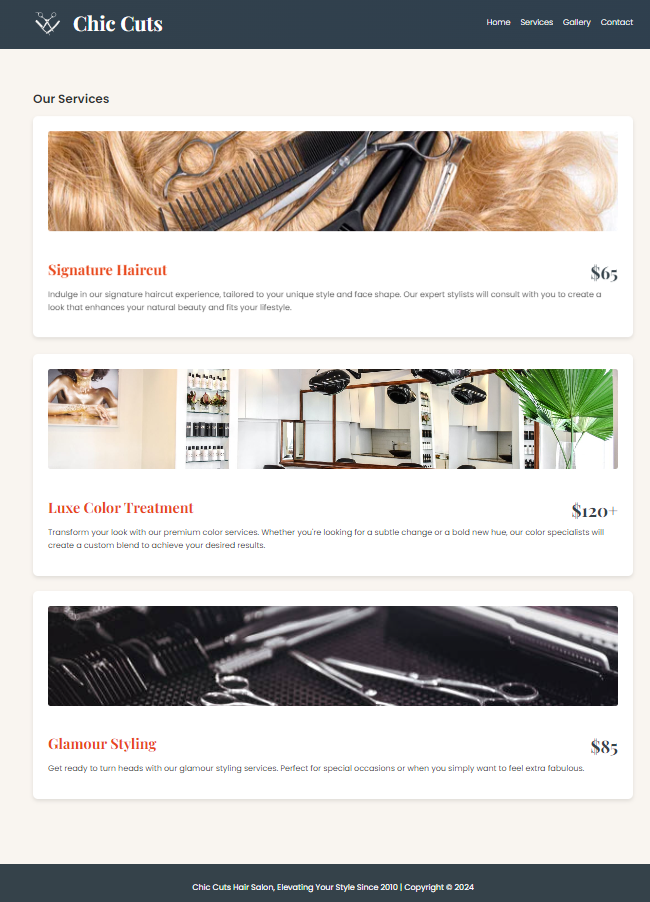 Chic Cuts
Home Services Gallery Contact
Our Services
Signature Haircut
$65
Indulge in our signature haircut experience, tailored to your unique style and face shape. Our expert stylists will consult with you to create a
look that enhances your natural beauty and fits your lifestyle.
Luxe Color Treatment
$120+
Transform your look with our premium color services. Whether you're looking for a subtle change or a bold new hue, our color specialists will
create a custom blend to achieve your desired results.
Glamour Styling
$85
Get ready to turn heads with our glamour styling services. Perfect for special occasions or when you simply want to feel extra fabulous.
Chic Cuts Hair Salon, Elevating Your Style Since 2010 | Copyright © 2024